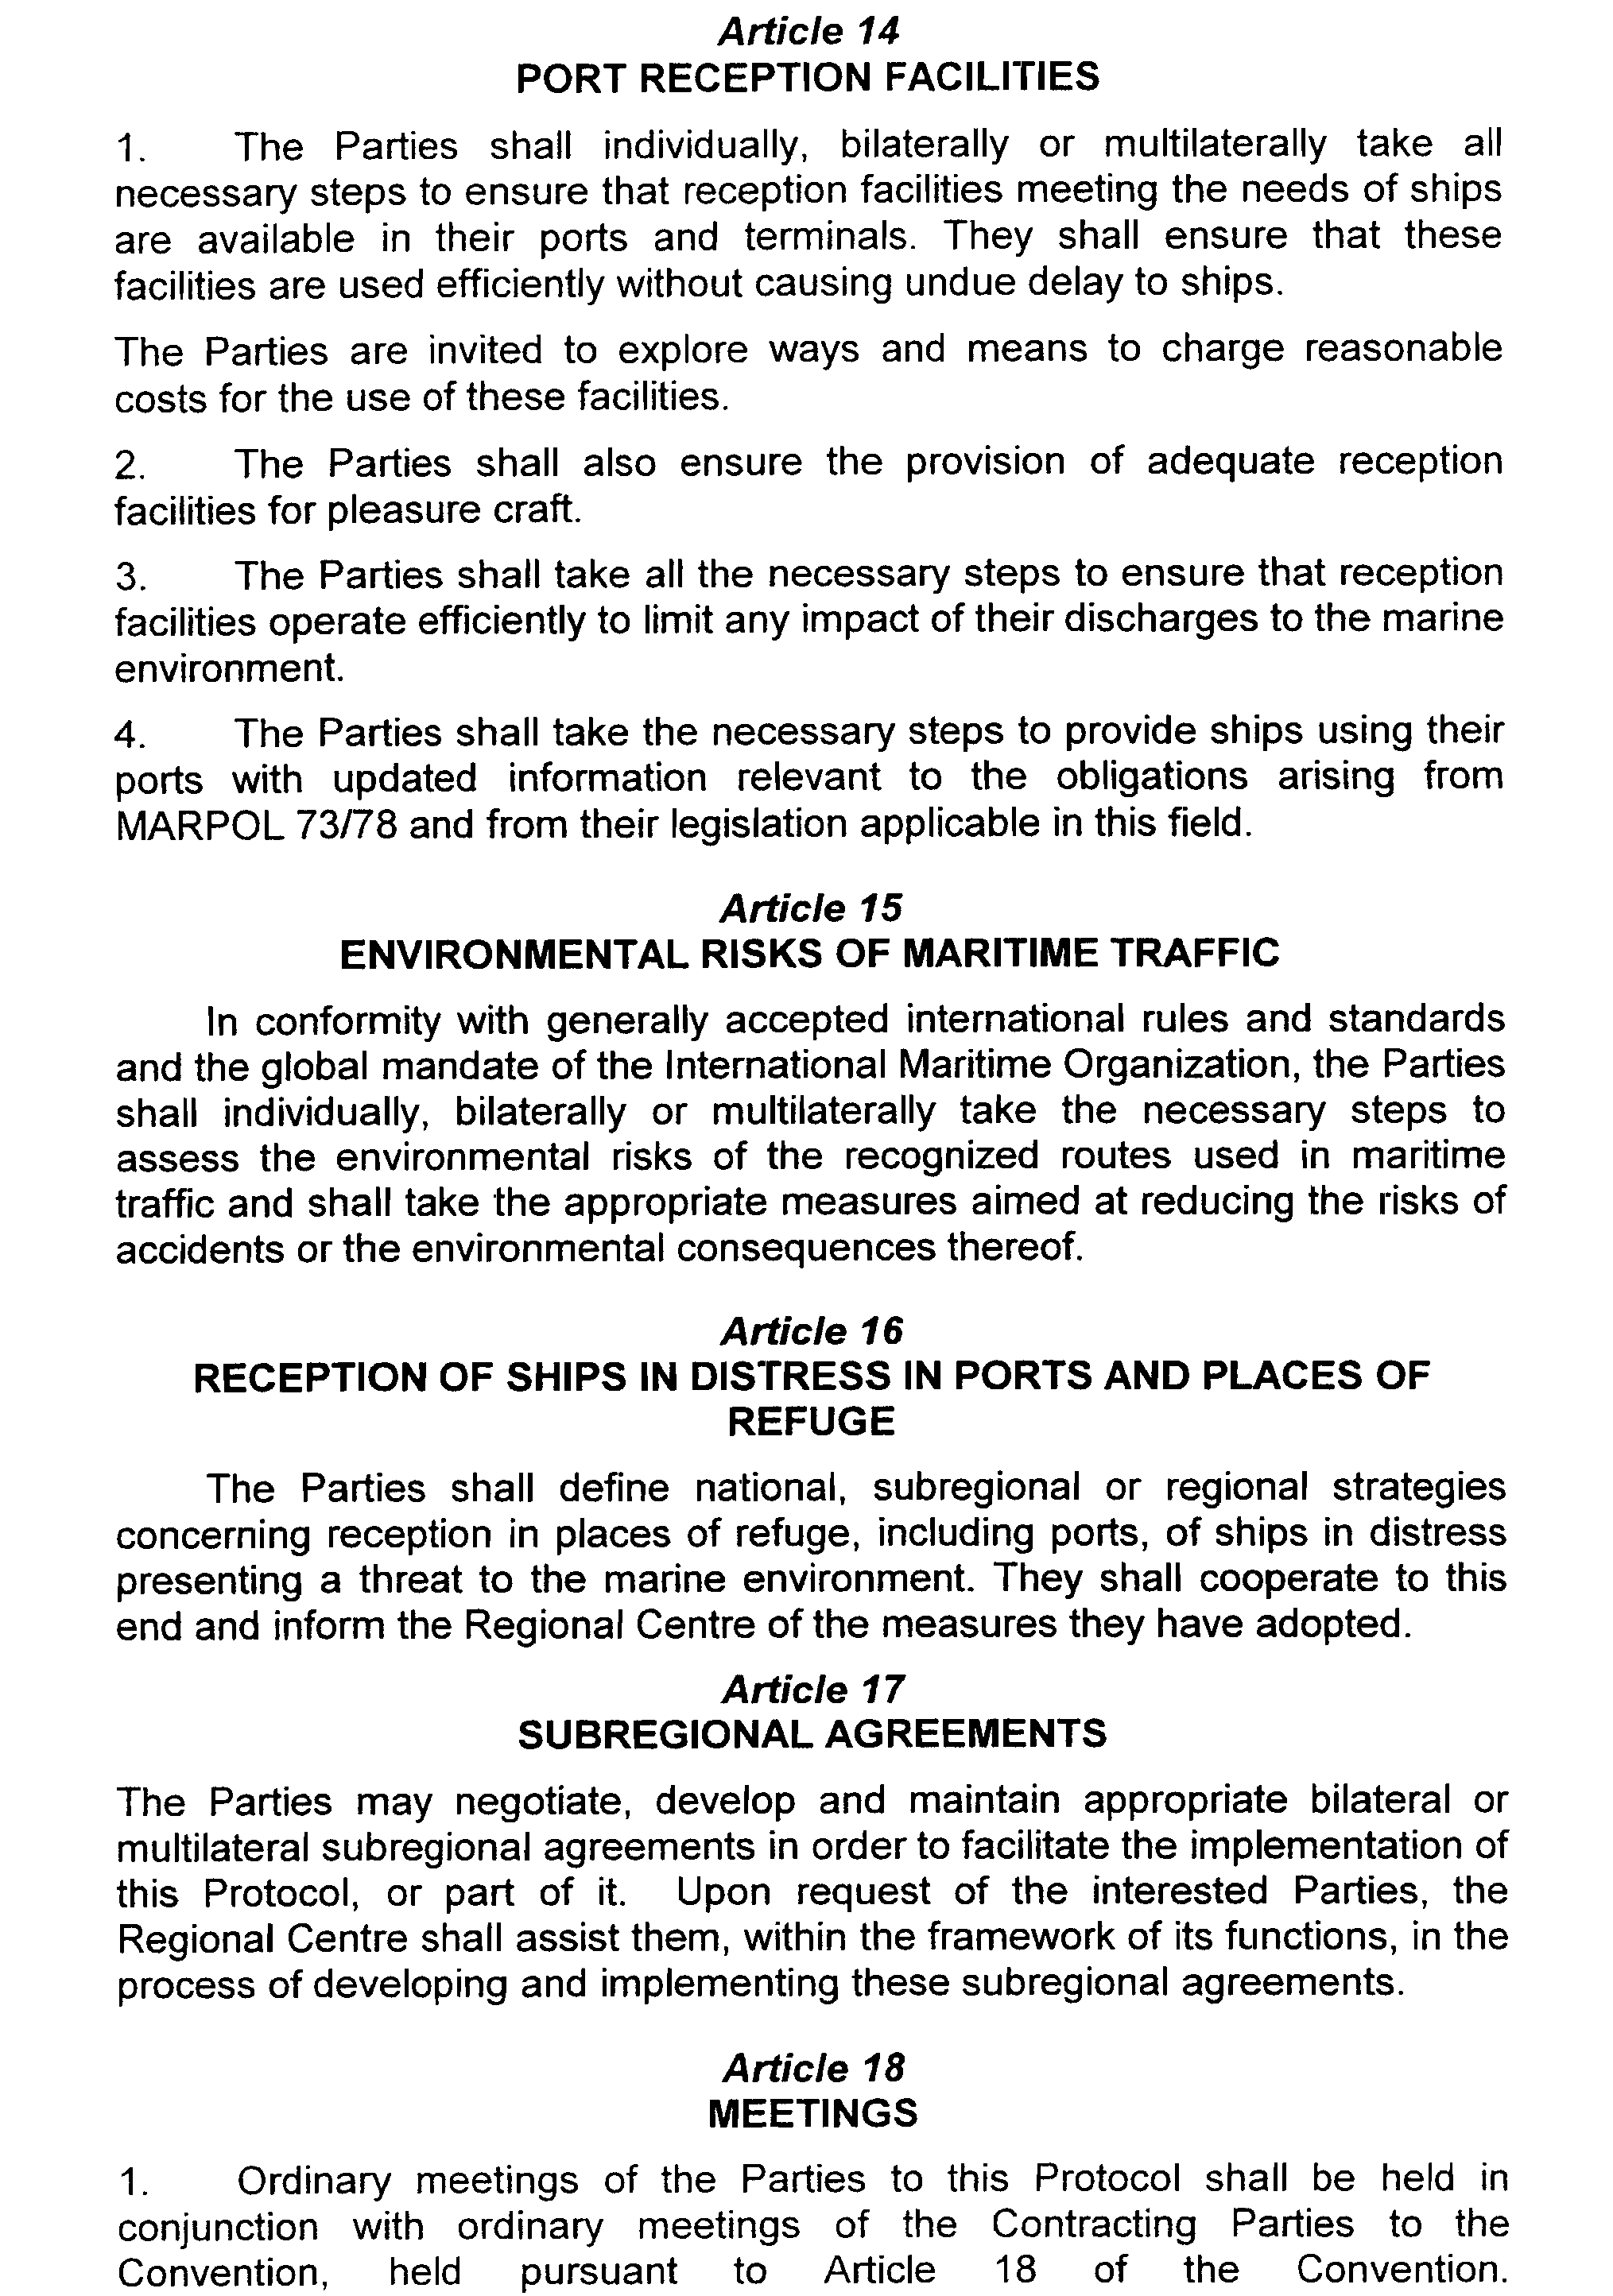 Article 14
PORT RECEPTION FACILITIES
1. The Parties shall individually, bilaterally or multilaterally take all
necessary steps to ensure that reception facilities meeting the needs of ships
are available in their ports and terminals. They shall ensure that these
facilities are used efficiently without causing undue delay to ships.
The Parties are invited to explore ways and means to charge reasonable
costs for the use of these facilities.
2. The Parties shall also ensure the provision of adequate reception
facilities for pleasure craft.
3. The Parties shall take all the necessary steps to ensure that reception
facilities operate efficiently to limit any impact of their discharges to the marine
environment.
4. The Parties shall take the necessary steps to provide ships using their
ports with updated information relevant to the obligations arising from
MARPOL 73/78 and from their legislation applicable in this field.
Article 15
ENVIRONMENTAL RISKS OF MARITIME TRAFFIC
In conformity with generally accepted international rules and standards
and the global mandate of the International Maritime Organization, the Parties
shall individually, bilaterally or multilaterally take the necessary steps to
assess the environmental risks of the recognized routes used in maritime
traffic and shall take the appropriate measures aimed at reducing the risks of
accidents or the environmental consequences thereof.
Article 16
RECEPTION OF SHIPS IN DISTRESS IN PORTS AND PLACES OF
REFUGE
The Parties shall define national, subregional or regional strategies
concerning reception in places of refuge, including ports, of ships in distress
presenting a threat to the marine environment. They shall cooperate to this
end and inform the Regional Centre of the measures they have adopted.
Article 17
SUBREGIONAL AGREEMENTS
The Parties may negotiate, develop and maintain appropriate bilateral or
multilateral subregional agreements in order to facilitate the implementation of
this Protocol, or part of it. Upon request of the interested Parties, the
Regional Centre shall assist them, within the framework of its functions, in the
process of developing and implementing these subregional agreements.
Article 18
MEETINGS
1. Ordinary meetings of the Parties to this Protocol shall be held in
conjunction with ordinary meetings of the Contracting Parties to the
Convention, held pursuant to Article 18 of the Convention.